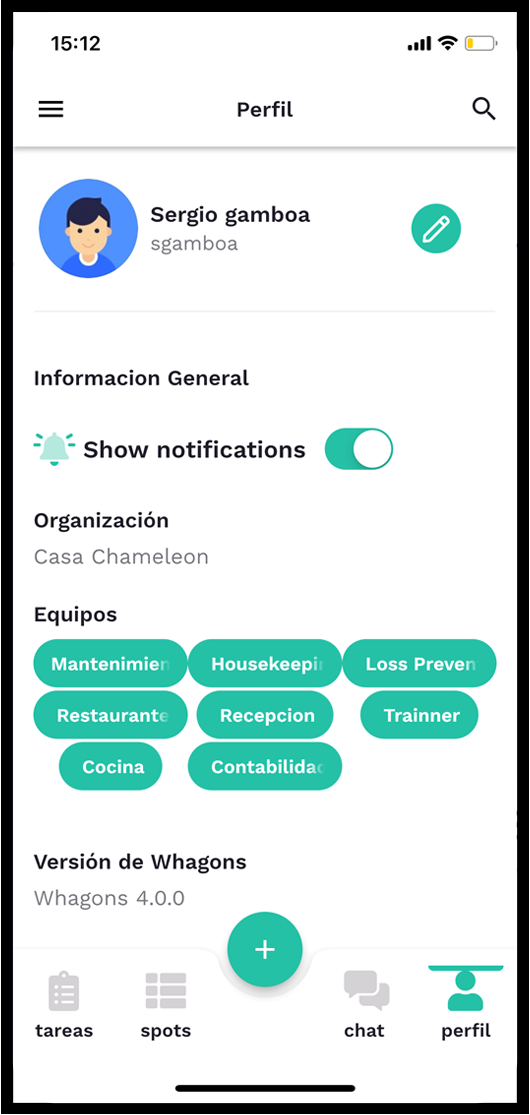 15:12
Perfil
Sergio gamboa
sgamboa
Informacion General
Show notifications
Organización
Casa Chameleon
Equipos
Mantenimien Housekeepin Loss Preven
Restaurante Recepcion Trainner
Cocina Contabilidad
Versión de Whagons
Whagons 4.0.0
+
tareas spots chat perfil